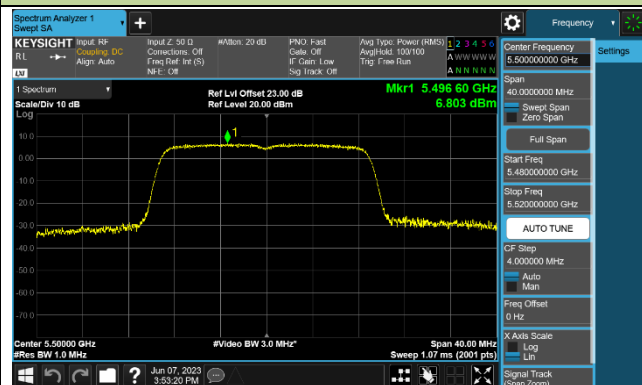 Spectrum Analyzer 1
Swept SA
Frequency
KEYSIGHT
RL
LXI
Input: RF
Coupling: DC
Align: Auto
Input Z: 50 Ω
Corrections: Off
Freq Ref: Int (S)
NFE: Off
#Atten: 20 dB
PNO: Fast
Gate: Off
IF Gain: Low
Sig Track: Off
Avg Type: Power (RMS)
Avg|Hold: 100/100
Trig: Free Run
1 2 3 4 5 6
A W W W W W
A N N N N N
1 Spectrum
Scale/Div 10 dB
Log
Ref Lvl Offset 23.00 dB
Ref Level 20.00 dBm
Mkr1 5.496 60 GHz
6.803 dBm
1
10.0
0.00
-10.0
-20.0
-30.0
-40.0
-50.0
-60.0
-70.0
Center 5.50000 GHz
#Res BW 1.0 MHz
#Video BW 3.0 MHz*
Span 40.00 MHz
Sweep 1.07 ms (2001 pts)
Jun 07, 2023
3:53:20 PM
Center Frequency
5.500000000 GHz
Settings
Span
40.0000000 MHz
Swept Span
Zero Span
Full Span
Start Freq
5.480000000 GHz
Stop Freq
5.520000000 GHz
AUTO TUNE
CF Step
4.000000 MHz
Auto
Man
Freq Offset
0 Hz
X Axis Scale
Log
Lin
Signal Track
(Span Zoom)